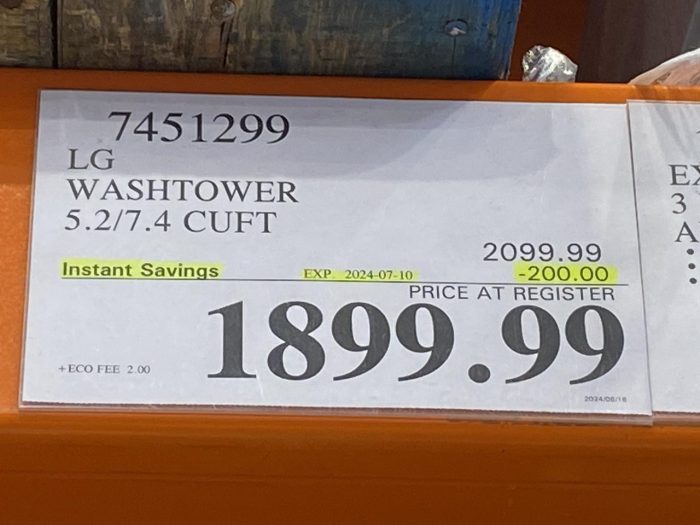 7451299
LG
WASHTOWER
5.2/7.4 CUFT
2099.99
Instant Savings EXP. 2024-07-10 -200.00
PRICE AT REGISTER
1899.99
+ECO FEE 2.00
2024/06/18
3
A